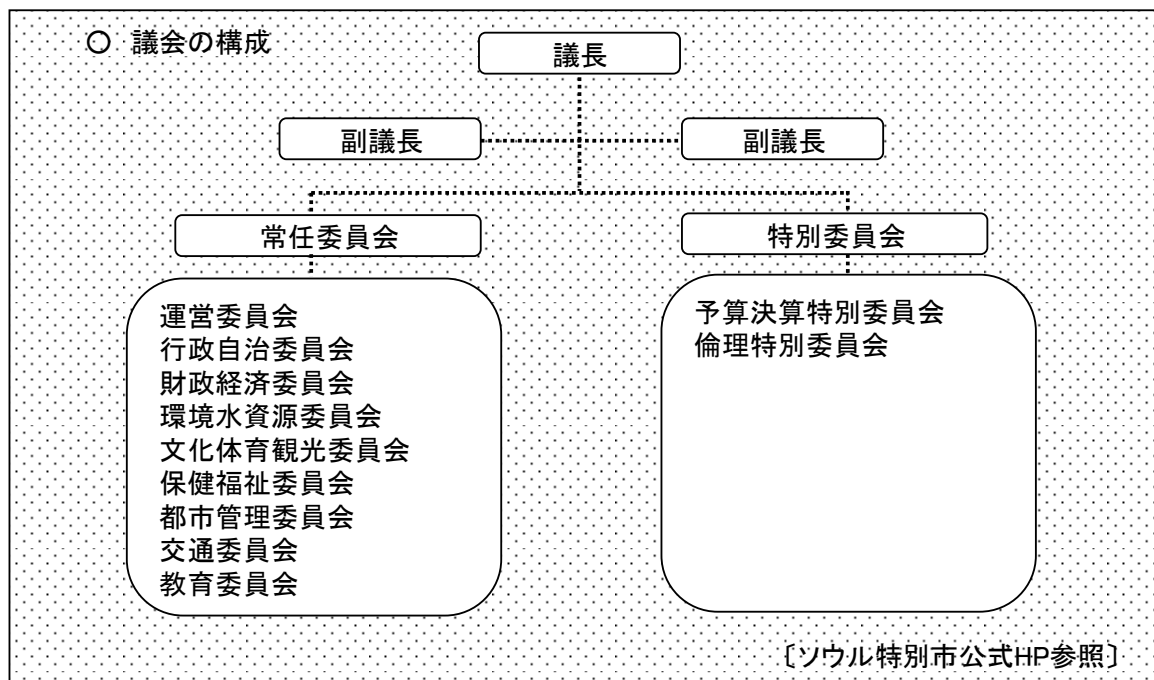 ○ 議会の構成
議長
副議長
副議長
常任委員会
特別委員会
運営委員会
行政自治委員会
財政経済委員会
環境水資源委員会
文化体育観光委員会
保健福祉委員会
都市管理委員会
交通委員会
教育委員会
予算決算特別委員会
倫理特別委員会
〔ソウル特別市公式HP参照〕